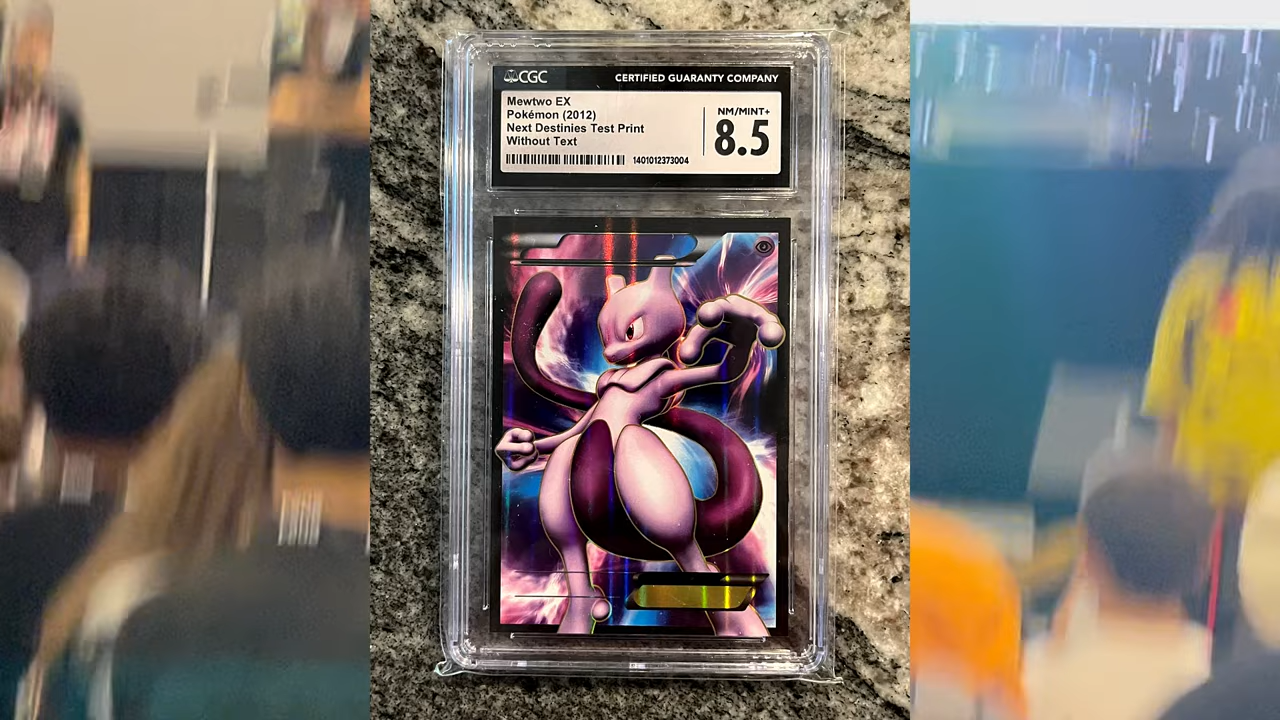 CGC
CERTIFIED GUARANTY COMPANY
Mewtwo EX
Pokémon (2012)
Next Destinies Test Print
Without Text
1401012373004
NM/MINT+
8.5